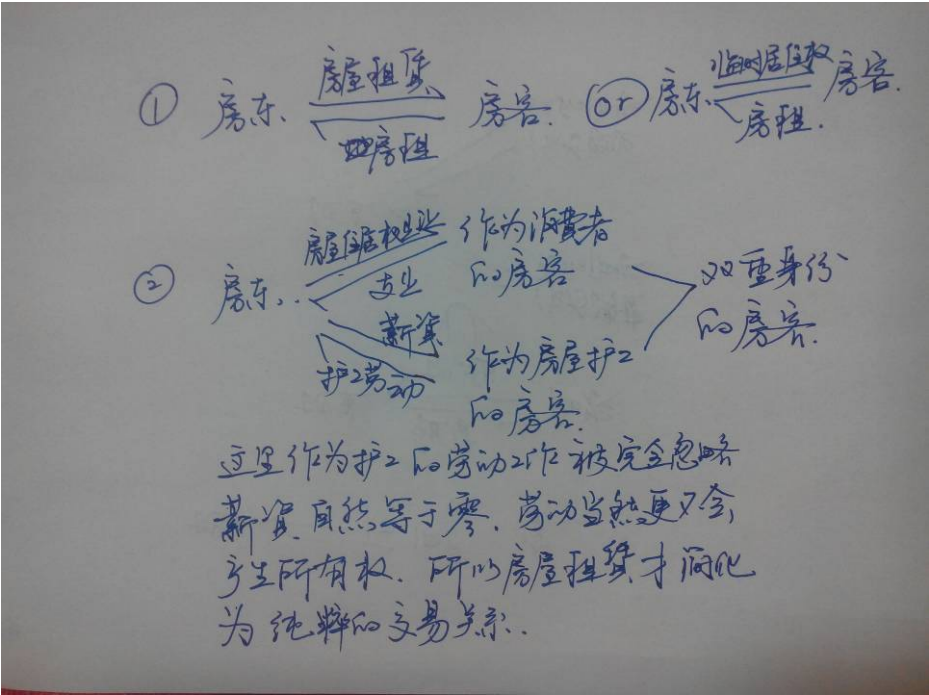 ① 房东 房屋租赁 房客. or 房东. 临时居住权 房客.
房租 房租.
② 房东.. 房屋住居权 作为消费者
的房客
双重身份
的房客.
薪资
护工劳动 作为房屋护工
的房客.
这里作为护工的劳动工作被完全忽略
薪资自然等于零. 劳动当然更不会
产生所有权. 所以房屋租赁才简化
为纯粹的交易关系..